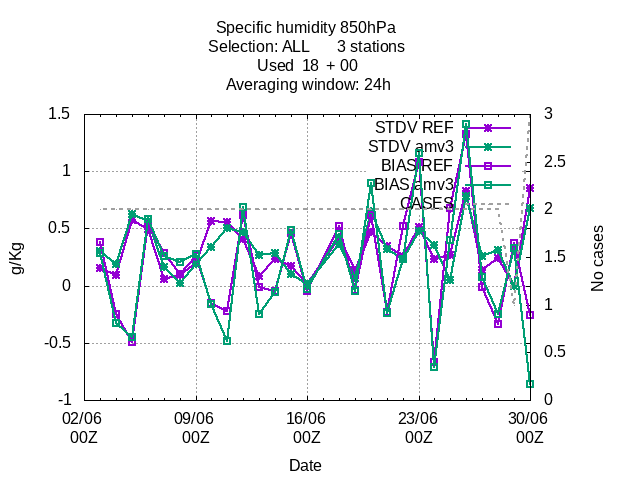 Specific humidity 850hPa
Selection: ALL 3 stations
Used 18 + 00
Averaging window: 24h
1.5
1
0.5
0
-0.5
-1
g/Kg
STDV REF
STDV amv3
BIAS REF
BIAS amv3
CASES
3
2.5
2
1.5
1
0.5
0
No cases
02/06 09/06 16/06 23/06 30/06
00Z 00Z 00Z 00Z 00Z
Date